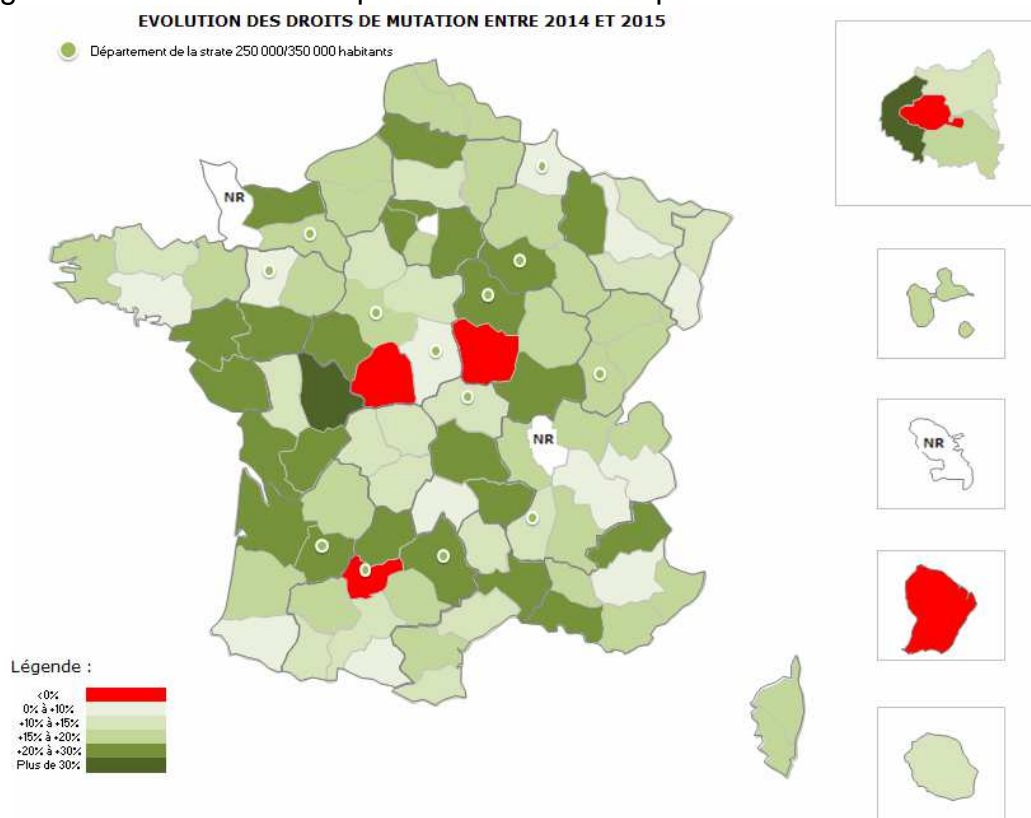 EVOLUTION DES DROITS DE MUTATION ENTRE 2014 ET 2015
Département de la strate 250 000/350 000 habitants
NR
NR
NR
Légende :
<0%
0% à +10%
+10% à +15%
+15% à +20%
+20% à +30%
Plus de 30%